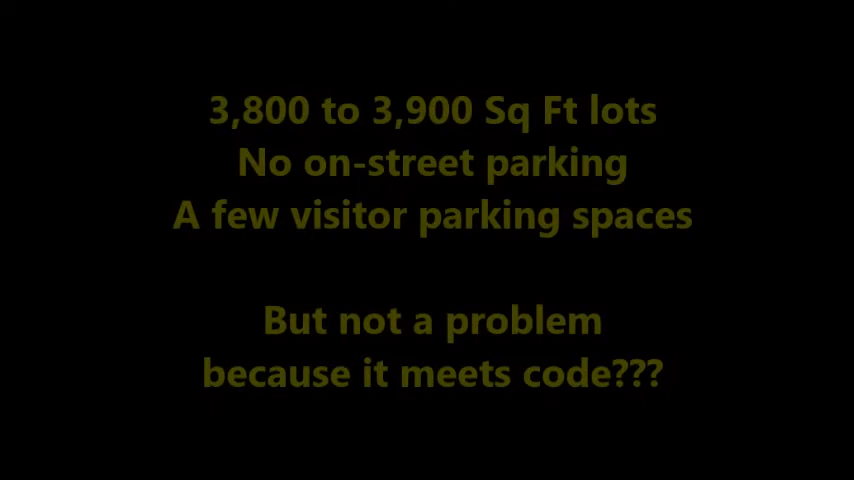 3,800 to 3,900 Sq Ft lots
No on-street parking
A few visitor parking spaces
But not a problem
because it meets code???